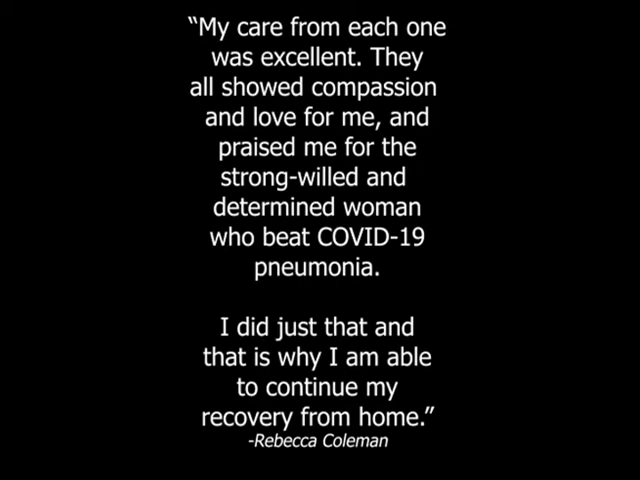 “My care from each one
was excellent. They
all showed compassion
and love for me, and
praised me for the
strong-willed and
determined woman
who beat COVID-19
pneumonia.
I did just that and
that is why I am able
to continue my
recovery from home.”
-Rebecca Coleman